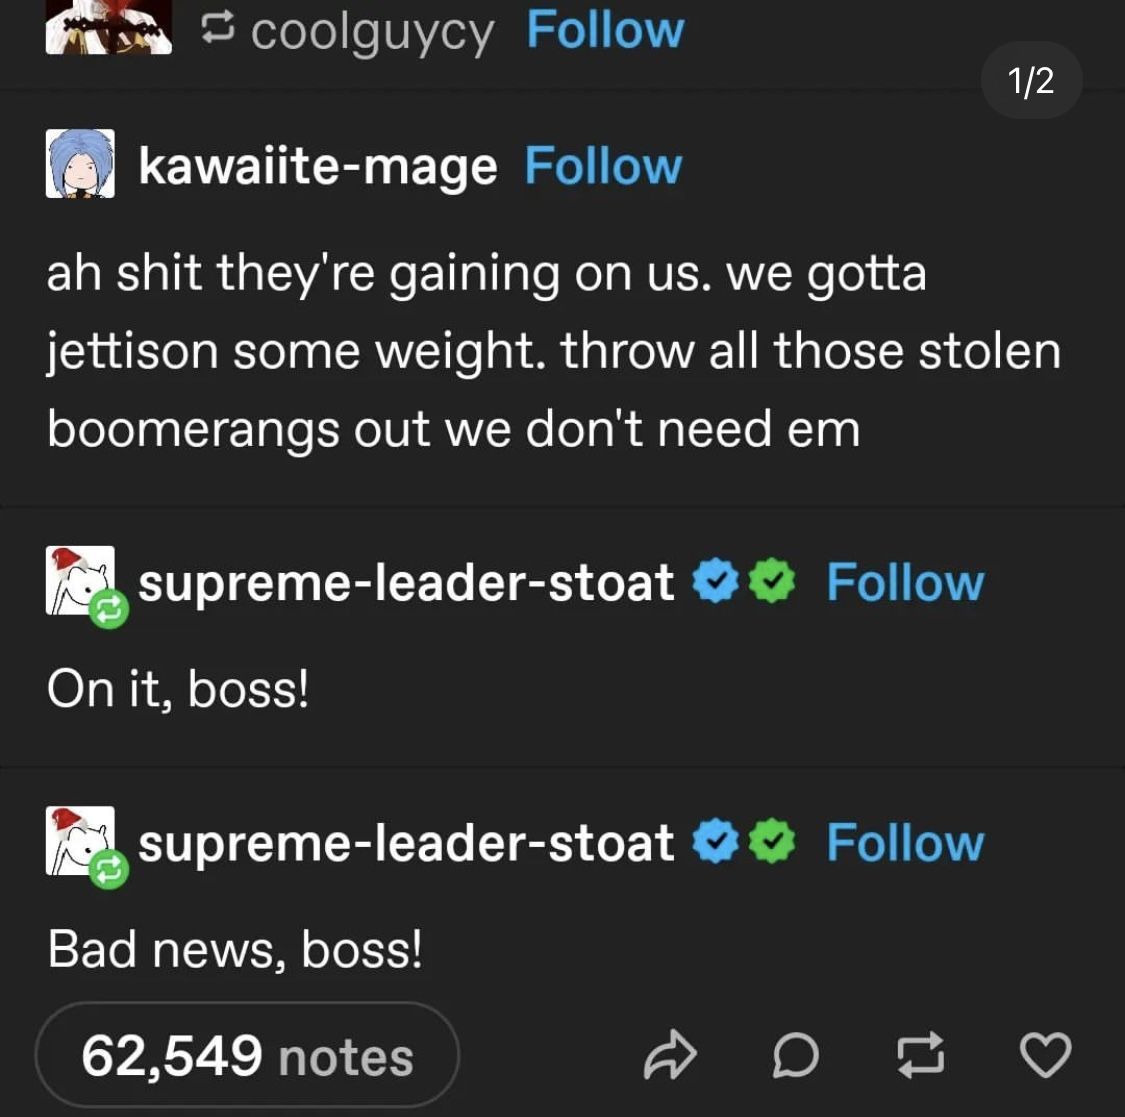 coolguycy Follow
1/2
kawaiite-mage Follow
ah shit they're gaining on us. we gotta
jettison some weight. throw all those stolen
boomerangs out we don't need em
supreme-leader-stoat Follow
On it, boss!
supreme-leader-stoat Follow
Bad news, boss!
62,549 notes